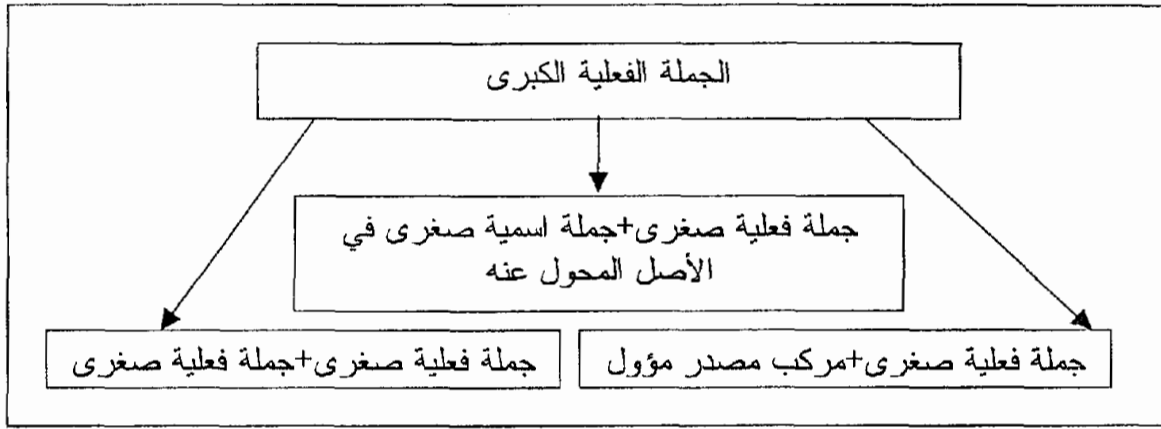 الجملة الفعلية الكبرى
جملة فعلية صغرى+جملة اسمية صغرى في
الأصل المحول عنه
جملة فعلية صغرى+مركب مصدر مؤول
جملة فعلية صغرى+جملة فعلية صغرى